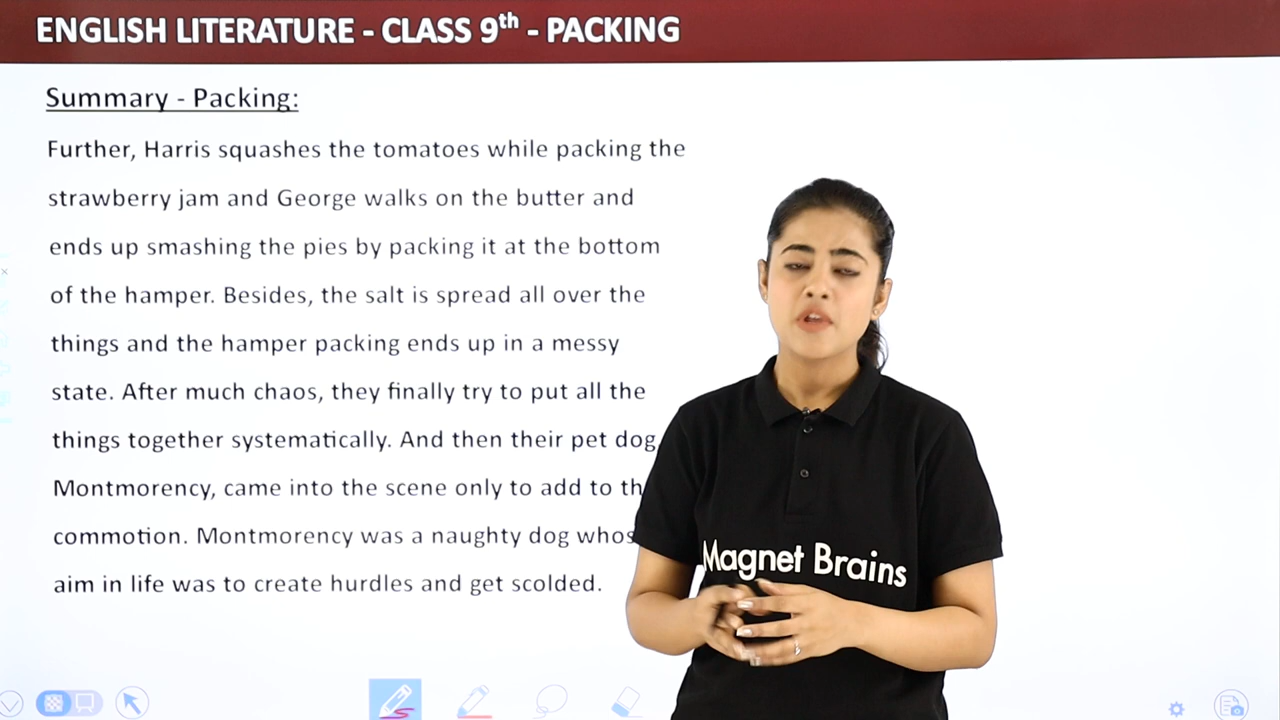 ENGLISH LITERATURE - CLASS 9th - PACKING
Summary - Packing:
Further, Harris squashes the tomatoes while packing the
strawberry jam and George walks on the butter and
ends up smashing the pies by packing it at the bottom
of the hamper. Besides, the salt is spread all over the
things and the hamper packing ends up in a messy
state. After much chaos, they finally try to put all the
things together systematically. And then their pet dog
Montmorency, came into the scene only to add to
commotion. Montmorency was a naughty dog
aim in life was to create hurdles and get scolded.
Magnet Brains